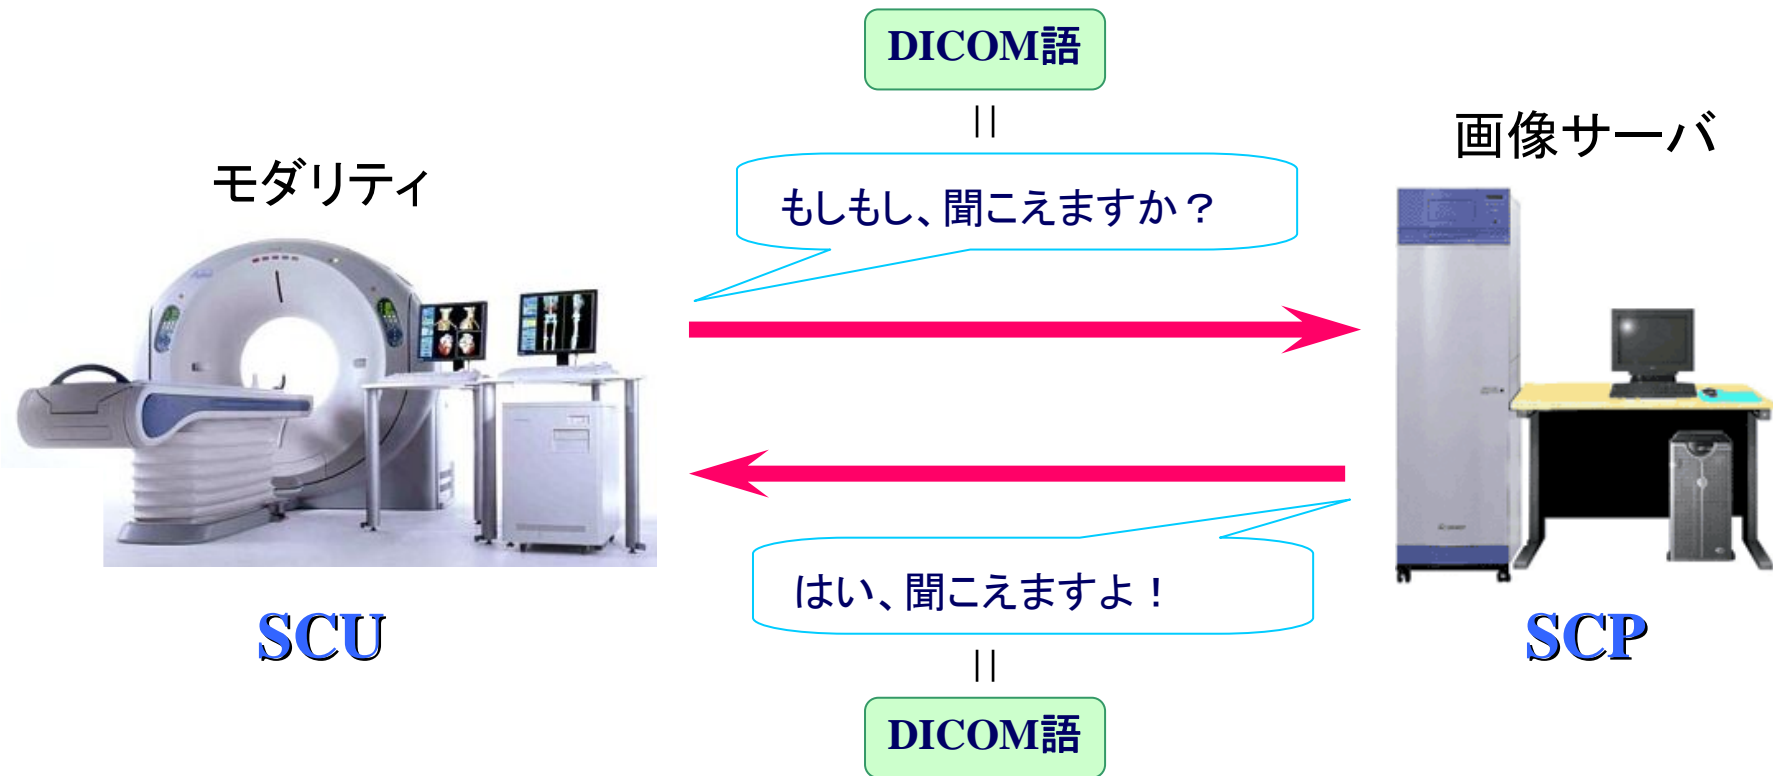 DICOM語
||
画像サーバ
モダリティ
もしもし、聞こえますか？
はい、聞こえますよ！
SCU
SCP
||
DICOM語